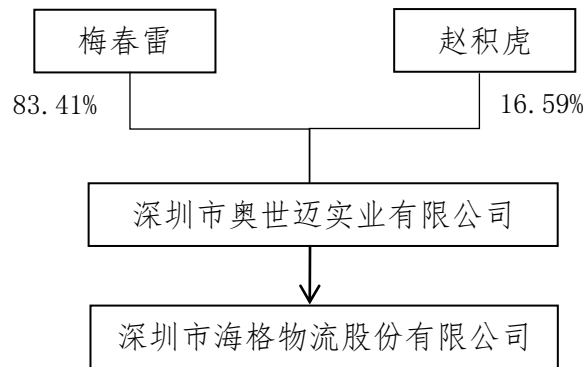 梅春雷
赵积虎
83.41%
16.59%
深圳市奥世迈实业有限公司
深圳市海格物流股份有限公司